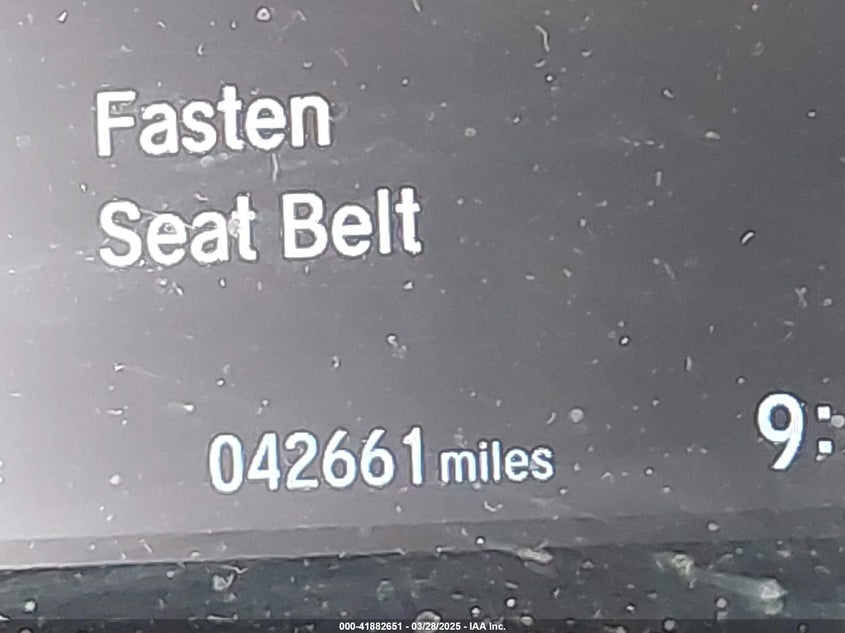 Fasten
Seat Belt
042661 miles
9:
000-41882651 - 03/28/2025 - IAA Inc.